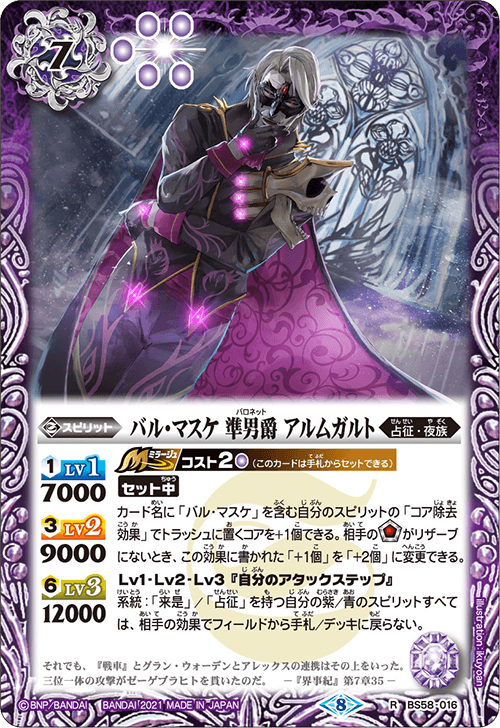 7
スピリット
バロネット
バル・マスケ 準男爵 アルムガルト
せんせい やぞく
占征・夜族
1 LV1
7000
3 LV2
9000
6 LV3
12000
ミラージュ コスト2 (このカードは手札からセットできる)
セット中
カード名に「バル・マスケ」を含む自分のスピリットの「コア除去
効果」でトラッシュに置くコアを+1個できる。相手の がリザーブ
にないとき、この効果に書かれた「+1個」を「+2個」に変更できる。
Lv1・Lv2・Lv3『自分のアタックステップ』
系統:「来是」/「占征」を持つ自分の紫/青のスピリットすべて
は、相手の効果でフィールドから手札/デッキに戻らない。
それでも、『戦車』とグラン・ウォーデンとアレックスの連携はその上をいった。
三位一体の攻撃がゼーゲブラヒトを貫いたのだ。 ―『界事紀』第7章35―
Illustration:ikuyoan
©BNP/BANDAI BANDAI 2021 MADE IN JAPAN
8
R BS58-016